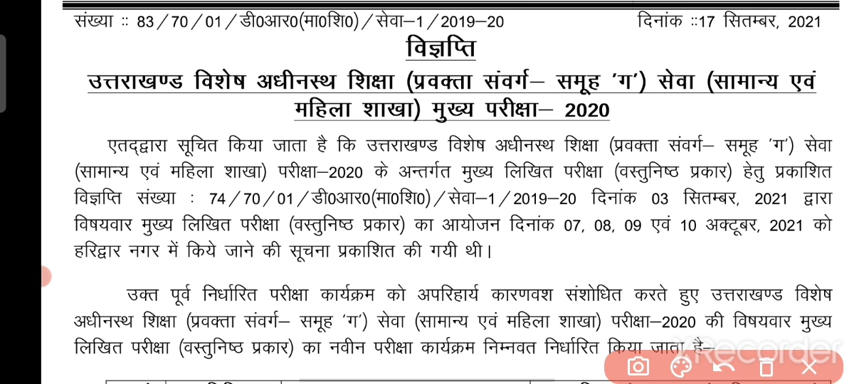 संख्या :: 83/70/01/डी0आर0(मा0शि0)/सेवा-1/2019-20 दिनांक ::17 सितम्बर, 2021
विज्ञप्ति
उत्तराखण्ड विशेष अधीनस्थ शिक्षा (प्रवक्ता संवर्ग– समूह 'ग') सेवा (सामान्य एवं
महिला शाखा) मुख्य परीक्षा– 2020
एतद्द्वारा सूचित किया जाता है कि उत्तराखण्ड विशेष अधीनस्थ शिक्षा (प्रवक्ता संवर्ग– समूह 'ग') सेवा
(सामान्य एवं महिला शाखा) परीक्षा–2020 के अन्तर्गत मुख्य लिखित परीक्षा (वस्तुनिष्ठ प्रकार) हेतु प्रकाशित
विज्ञप्ति संख्या : 74/70/01/डी0आर0(मा0शि0)/सेवा–1/2019–20 दिनांक 03 सितम्बर, 2021 द्वारा
विषयवार मुख्य लिखित परीक्षा (वस्तुनिष्ठ प्रकार) का आयोजन दिनांक 07, 08, 09 एवं 10 अक्टूबर, 2021 को
हरिद्वार नगर में किये जाने की सूचना प्रकाशित की गयी थी।
उक्त पूर्व निर्धारित परीक्षा कार्यक्रम को अपरिहार्य कारणवश संशोधित करते हुए उत्तराखण्ड विशेष
अधीनस्थ शिक्षा (प्रवक्ता संवर्ग– समूह 'ग') सेवा (सामान्य एवं महिला शाखा) परीक्षा–2020 की विषयवार मुख्य
लिखित परीक्षा (वस्तुनिष्ठ प्रकार) का नवीन परीक्षा कार्यक्रम निम्नवत निर्धारित किया जाता है–